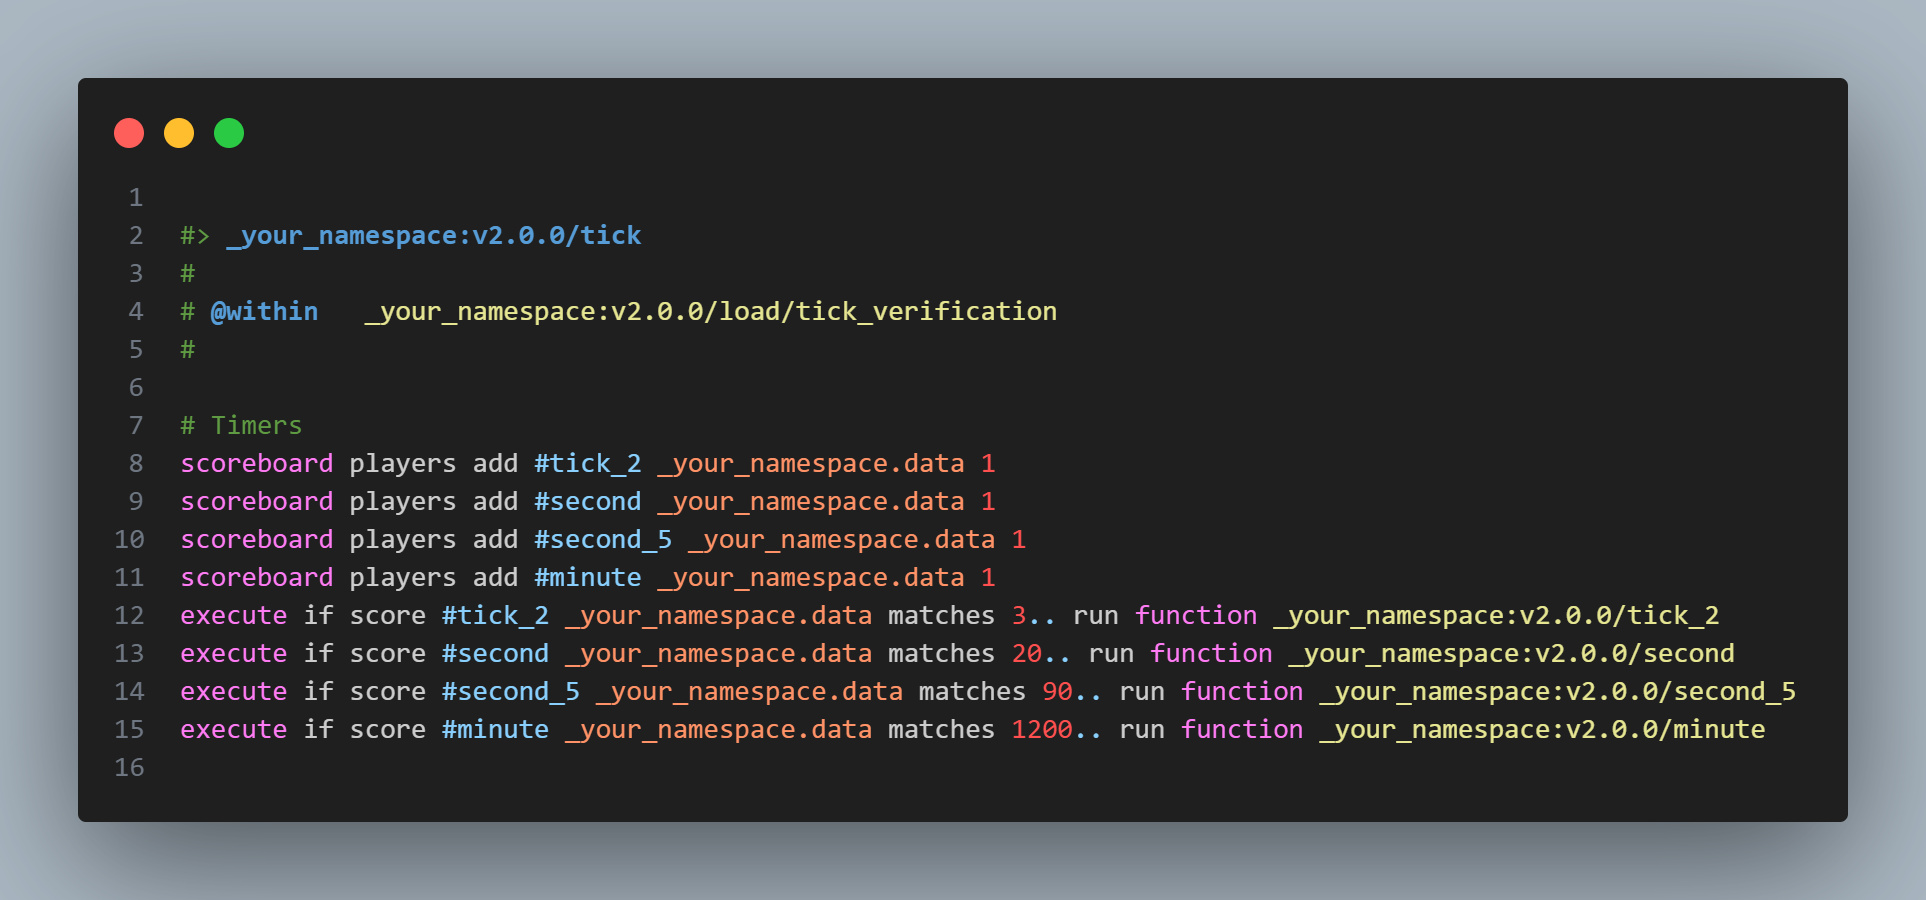 1
2 #> _your_namespace:v2.0.0/tick
3 #
4 # @within   _your_namespace:v2.0.0/load/tick_verification
5 #
6
7 # Timers
8 scoreboard players add #tick_2 _your_namespace.data 1
9 scoreboard players add #second _your_namespace.data 1
10 scoreboard players add #second_5 _your_namespace.data 1
11 scoreboard players add #minute _your_namespace.data 1
12 execute if score #tick_2 _your_namespace.data matches 3.. run function _your_namespace:v2.0.0/tick_2
13 execute if score #second _your_namespace.data matches 20.. run function _your_namespace:v2.0.0/second
14 execute if score #second_5 _your_namespace.data matches 90.. run function _your_namespace:v2.0.0/second_5
15 execute if score #minute _your_namespace.data matches 1200.. run function _your_namespace:v2.0.0/minute
16